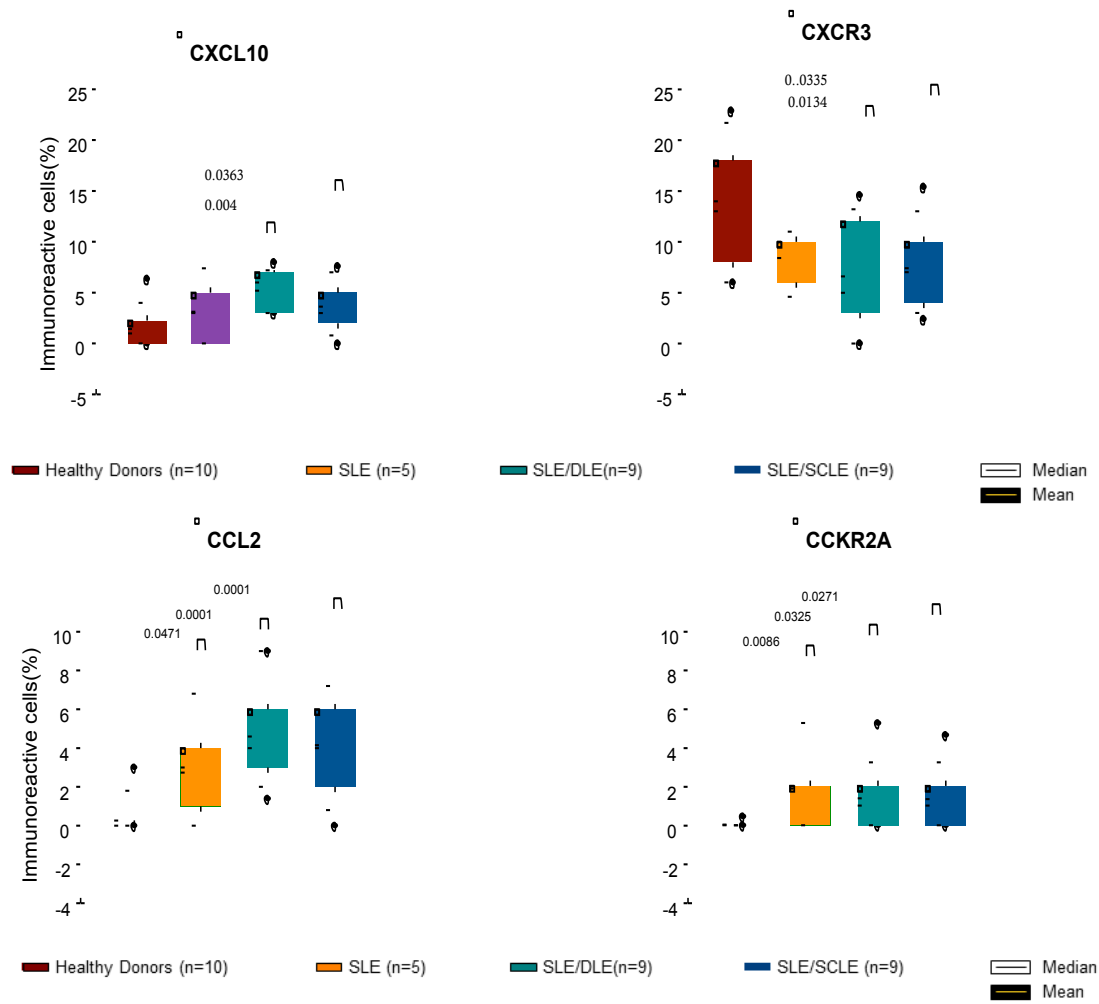 CXCL10
CXCR3
Immunoreactive cells(%)
25
20
15
10
5
0
-5
0.0363
0.004
25
20
15
10
5
0
-5
0..0335
0.0134
Healthy Donors (n=10)
SLE (n=5)
SLE/DLE(n=9)
SLE/SCLE (n=9)
Median
Mean
CCL2
CCKR2A
Immunoreactive cells(%)
10
8
6
4
2
0
-2
-4
0.0001
0.0001
0.0471
10
8
6
4
2
0
-2
-4
0.0271
0.0325
0.0086
Healthy Donors (n=10)
SLE (n=5)
SLE/DLE(n=9)
SLE/SCLE (n=9)
Median
Mean